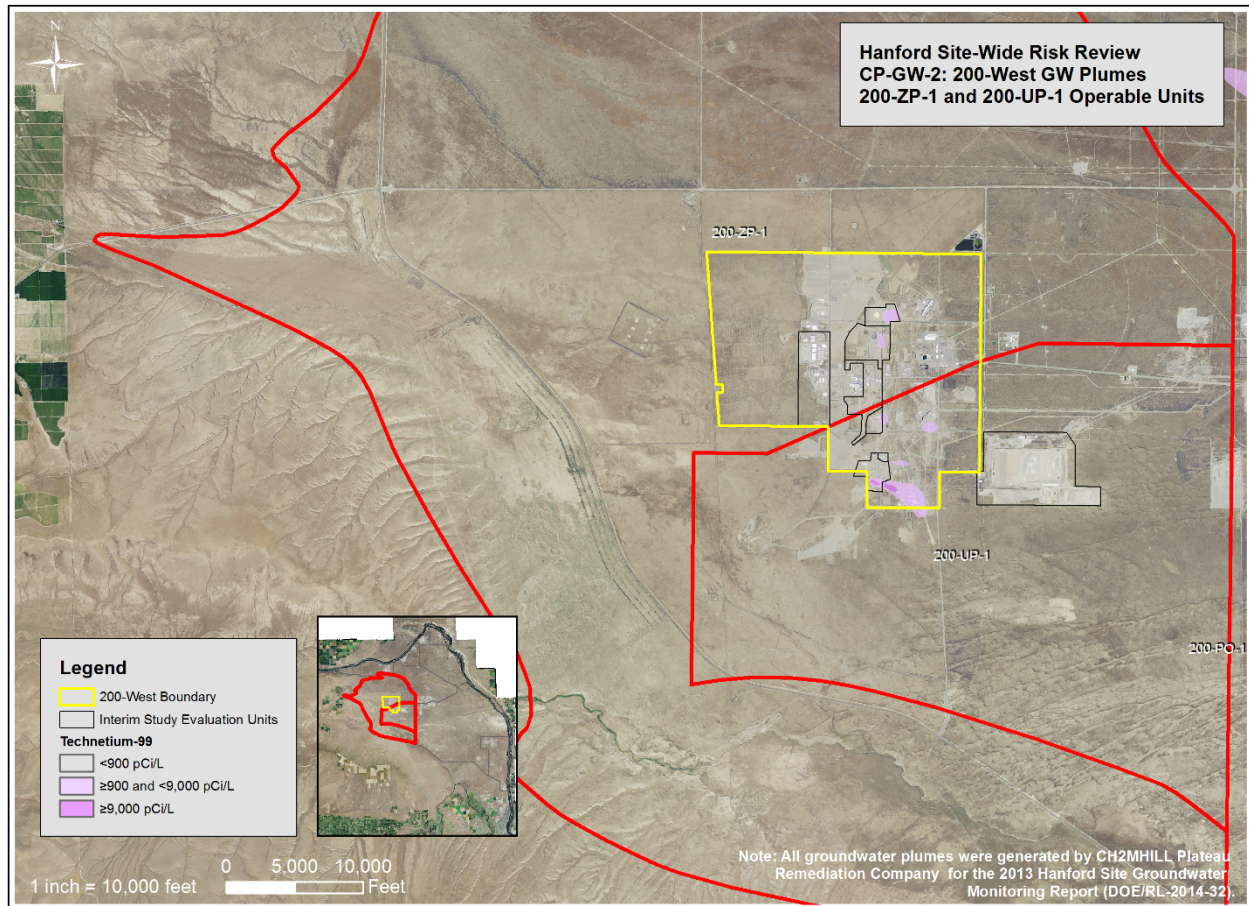 N
Hanford Site-Wide Risk Review
CP-GW-2: 200-West GW Plumes
200-ZP-1 and 200-UP-1 Operable Units
200-ZP-1
200-UP-1
200-PO-1
Legend
200-West Boundary
Interim Study Evaluation Units
Technetium-99
<900 pCi/L
≥900 and <9,000 pCi/L
≥9,000 pCi/L
0 5,000 10,000
1 inch = 10,000 feet Feet
Note: All groundwater plumes were generated by CH2MHILL Plateau
Remediation Company for the 2013 Hanford Site Groundwater
Monitoring Report (DOE/RL-2014-32).